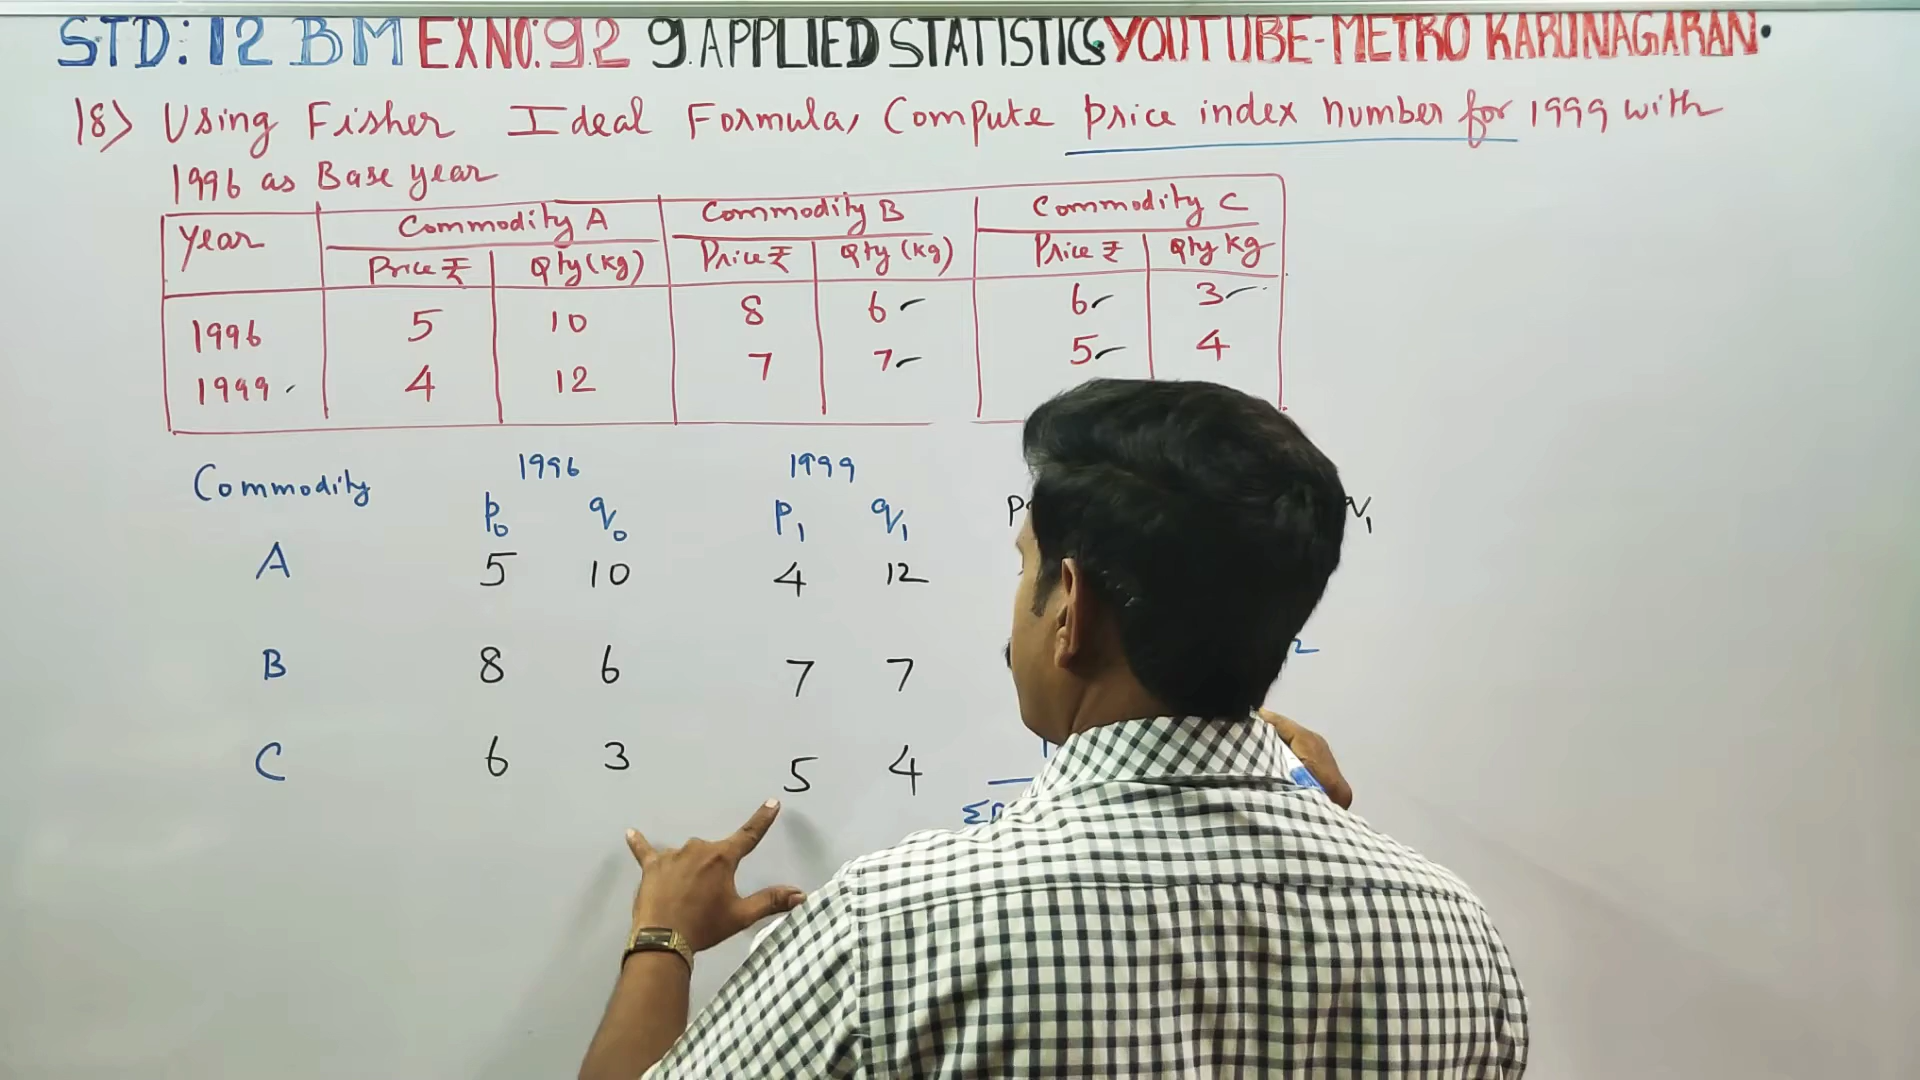 STD: 12 BM EX NO: 9.2 9. APPLIED STATISTICS YOUTUBE-METRO KARUNAGARAN.
18) Using Fisher Ideal Formula, Compute price index number for 1999 with
1996 as Base year
Year Commodity A Commodity B Commodity C
Price ₹ Qty (kg) Price ₹ Qty (kg) Price ₹ Qty kg
1996 5 10 8 6 6 3
1999 4 12 7 7 5 4
Commodity 1996 1999
p0 q0 p1 q1
A 5 10 4 12
B 8 6 7 7
C 6 3 5 4